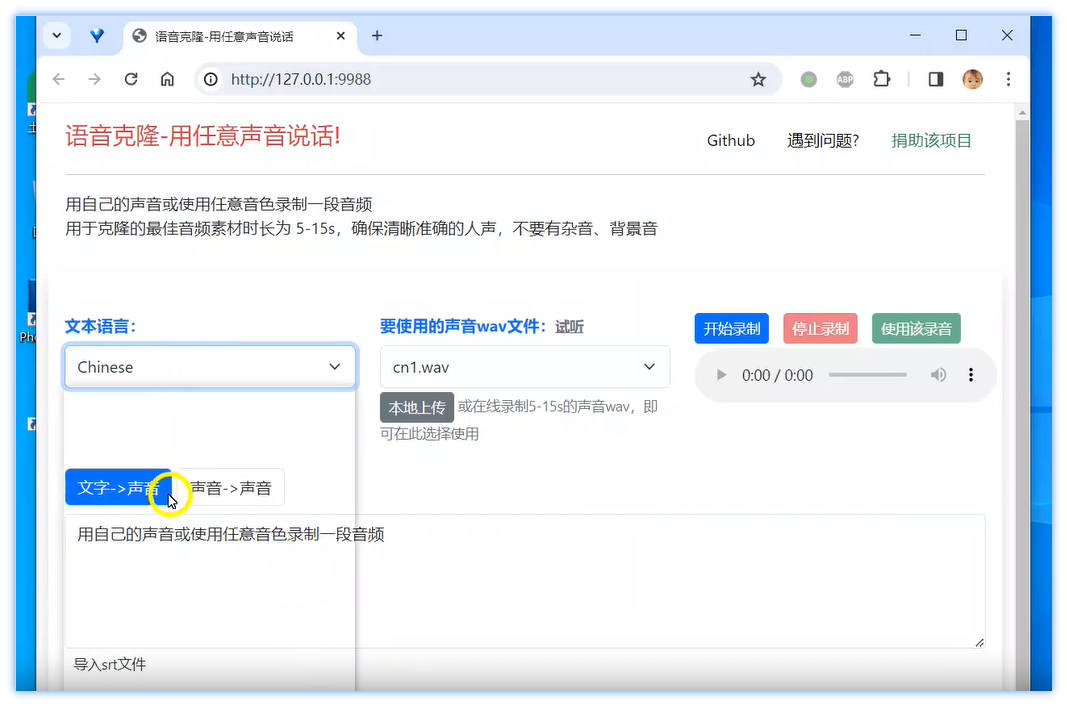 语音克隆-用任意声音说话
http://127.0.0.1:9988
ABP
语音克隆-用任意声音说话!
Github
遇到问题?
捐助该项目
用自己的声音或使用任意音色录制一段音频
用于克隆的最佳音频素材时长为 5-15s，确保清晰准确的人声，不要有杂音、背景音
文本语言：
Chinese
要使用的声音wav文件： 试听
cn1.wav
本地上传 或在线录制5-15s的声音wav，即
可在此选择使用
开始录制
停止录制
使用该录音
0:00 / 0:00
文字->声音
声音->声音
用自己的声音或使用任意音色录制一段音频
导入srt文件